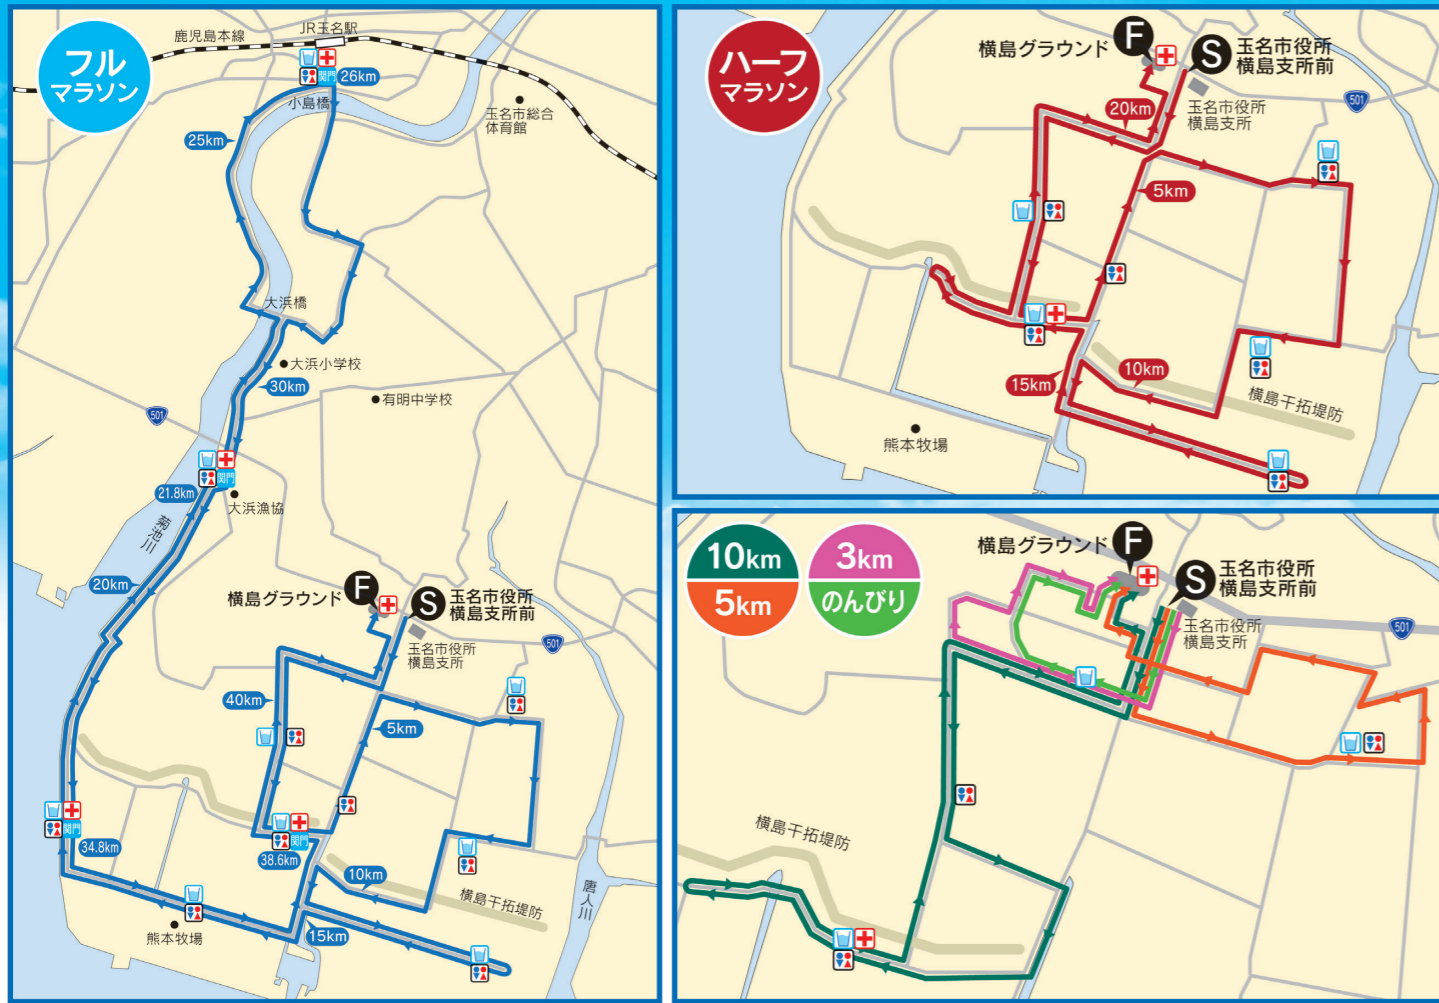 フル
マラソン
鹿児島本線
JR玉名駅
関門
26km
小島橋
玉名市総合
体育館
25km
大浜橋
大浜小学校
30km
有明中学校
501
関門
21.8km
大浜漁協
菊池川
20km
横島グラウンド
F
S
玉名市役所
横島支所前
玉名市役所
横島支所
501
40km
5km
関門
34.8km
関門
38.6km
10km
横島干拓堤防
唐人川
15km
熊本牧場
ハーフ
マラソン
横島グラウンド
F
S
玉名市役所
横島支所前
玉名市役所
横島支所
501
20km
5km
10km
15km
横島干拓堤防
熊本牧場
10km
5km
3km
のんびり
横島グラウンド
F
S
玉名市役所
横島支所前
玉名市役所
横島支所
501
横島干拓堤防